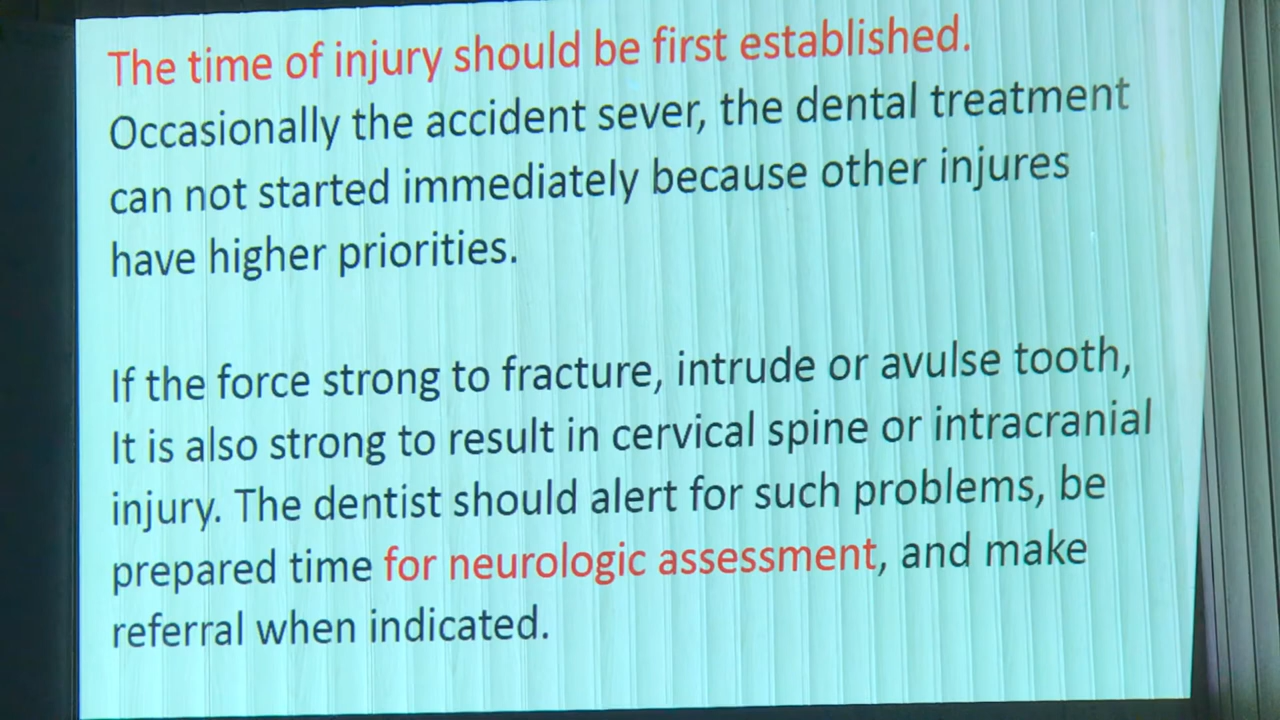 The time of injury should be first established.
Occasionally the accident sever, the dental treatment
can not started immediately because other injures
have higher priorities.
If the force strong to fracture, intrude or avulse tooth,
It is also strong to result in cervical spine or intracranial
injury. The dentist should alert for such problems, be
prepared time for neurologic assessment, and make
referral when indicated.